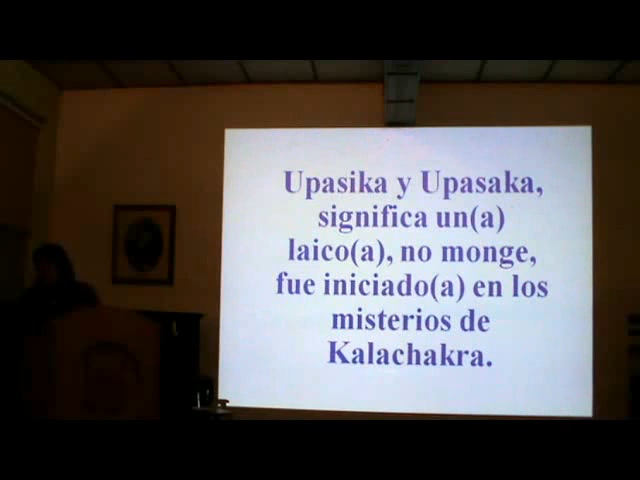 Upasika y Upasaka,
significa un(a)
laico(a), no monge,
fue iniciado(a) en los
misterios de
Kalachakra.